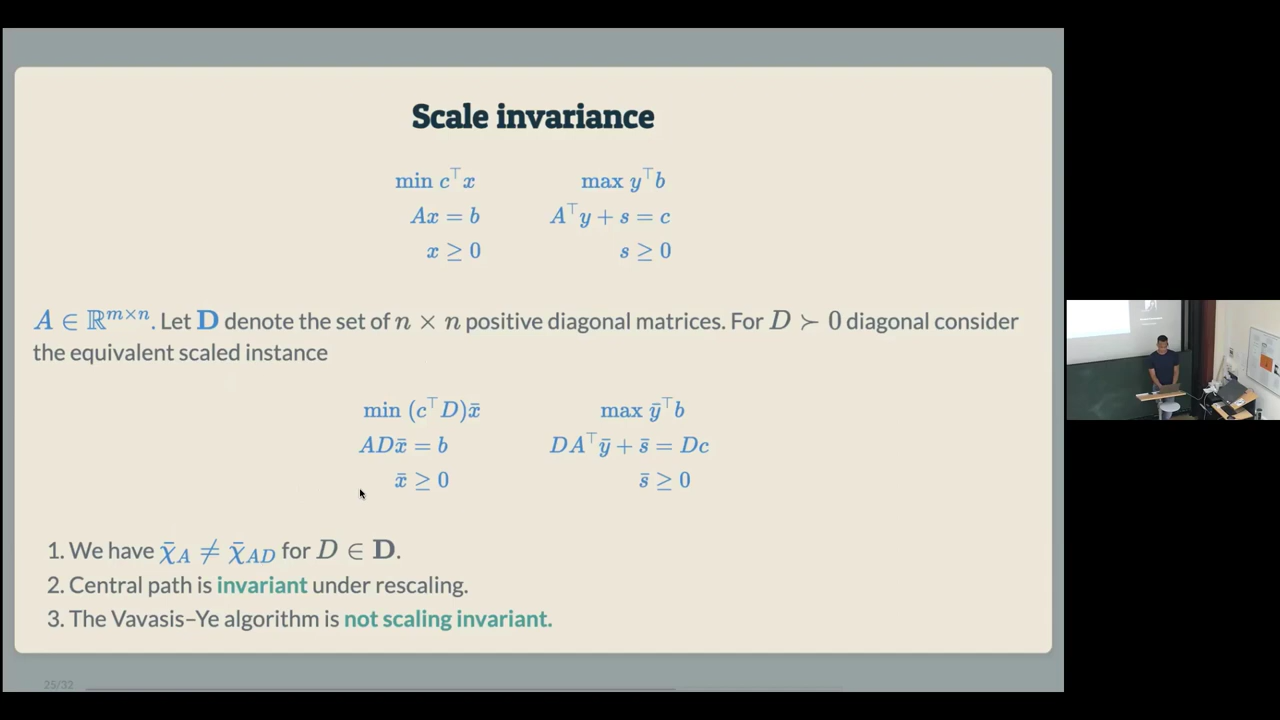 Scale invariance
min c⊤x max y⊤b
Ax = b A⊤y + s = c
x ≥ 0 s ≥ 0
A ∈ ℝ^{m×n}. Let D denote the set of n × n positive diagonal matrices. For D ≻ 0 diagonal consider
the equivalent scaled instance
min (c⊤D)x̄ max ȳ⊤b
ADx̄ = b DA⊤ȳ + s̄ = Dc
x̄ ≥ 0 s̄ ≥ 0
1. We have χ̄_A ≠ χ̄_{AD} for D ∈ D.
2. Central path is invariant under rescaling.
3. The Vavasis–Ye algorithm is not scaling invariant.
25/32